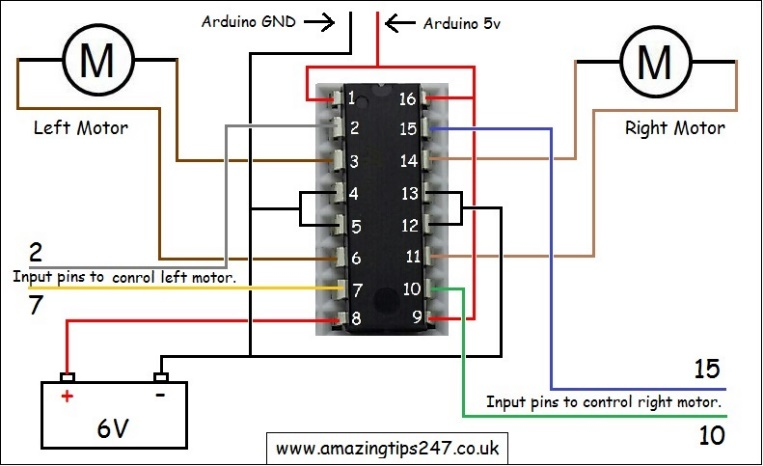 Arduino GND
Arduino 5v
M
M
Left Motor
Right Motor
1
16
2
15
3
14
4
13
5
12
6
11
7
10
8
9
2
Input pins to conrol left motor.
7
15
Input pins to control right motor.
10
+ -
6V
www.amazingtips247.co.uk